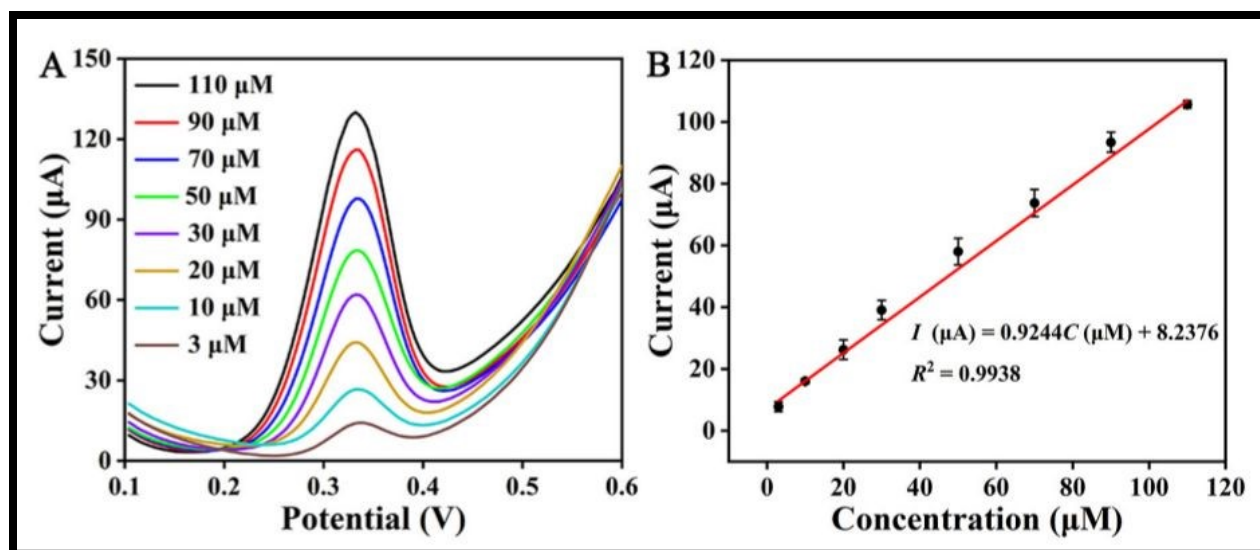 A
150
120
90
60
30
0
Current (µA)
110 µM
90 µM
70 µM
50 µM
30 µM
20 µM
10 µM
3 µM
0.1 0.2 0.3 0.4 0.5 0.6
Potential (V)
B
120
100
80
60
40
20
0
Current (µA)
I (µA) = 0.9244C (µM) + 8.2376
R² = 0.9938
0 20 40 60 80 100 120
Concentration (µM)